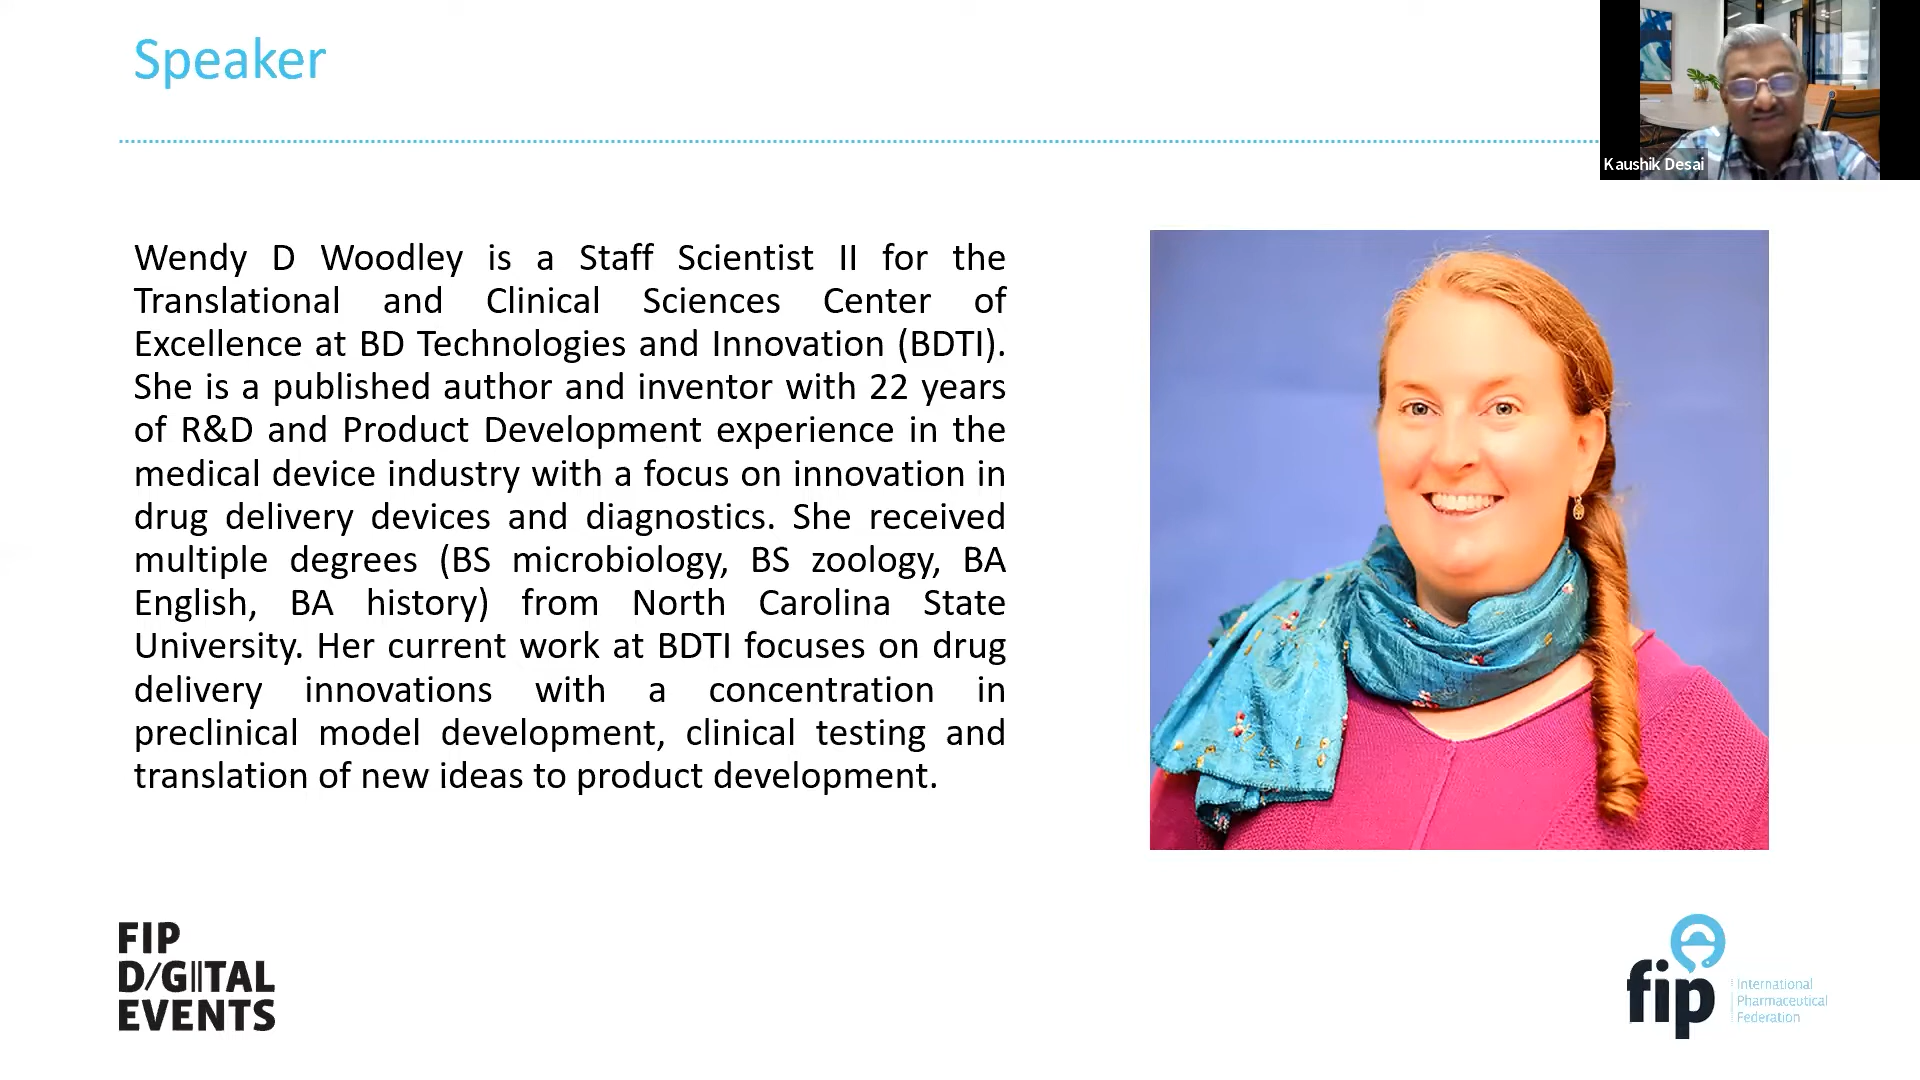 Speaker
Kaushik Desai
Wendy D Woodley is a Staff Scientist II for the
Translational and Clinical Sciences Center of
Excellence at BD Technologies and Innovation (BDTI).
She is a published author and inventor with 22 years
of R&D and Product Development experience in the
medical device industry with a focus on innovation in
drug delivery devices and diagnostics. She received
multiple degrees (BS microbiology, BS zoology, BA
English, BA history) from North Carolina State
University. Her current work at BDTI focuses on drug
delivery innovations with a concentration in
preclinical model development, clinical testing and
translation of new ideas to product development.
FIP
D/GITAL
EVENTS
fip
International
Pharmaceutical
Federation